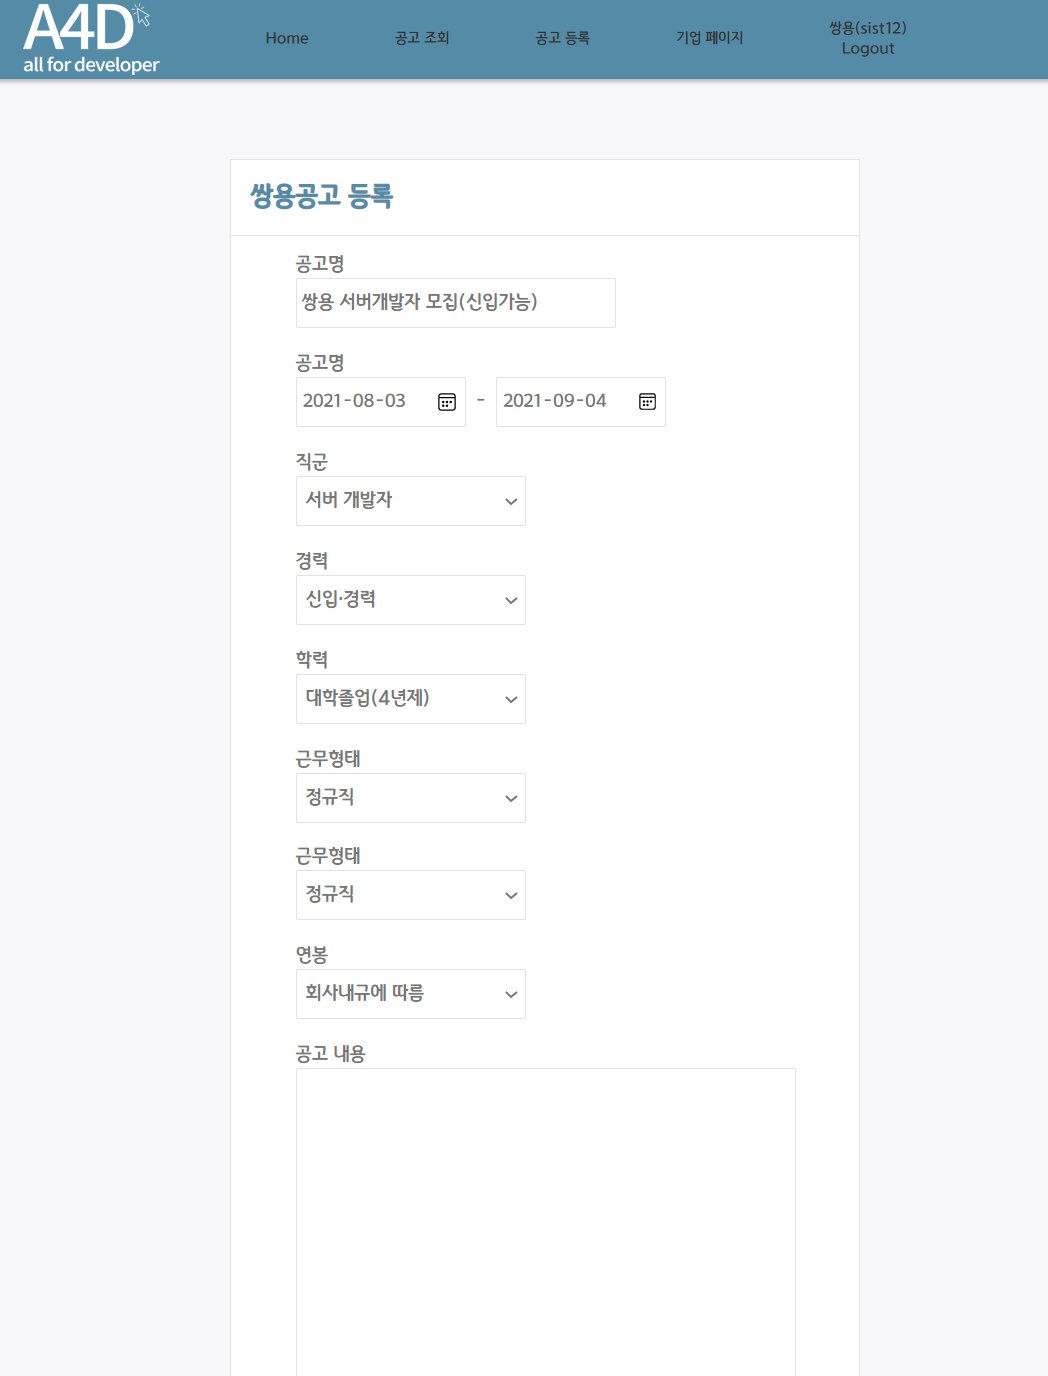 A4D
all for developer
Home
공고 조회
공고 등록
기업 페이지
쌍용(sist12)
Logout
쌍용공고 등록
공고명
쌍용 서버개발자 모집(신입가능)
공고명
2021-08-03 - 2021-09-04
직군
서버 개발자
경력
신입·경력
학력
대학졸업(4년제)
근무형태
정규직
근무형태
정규직
연봉
회사내규에 따름
공고 내용